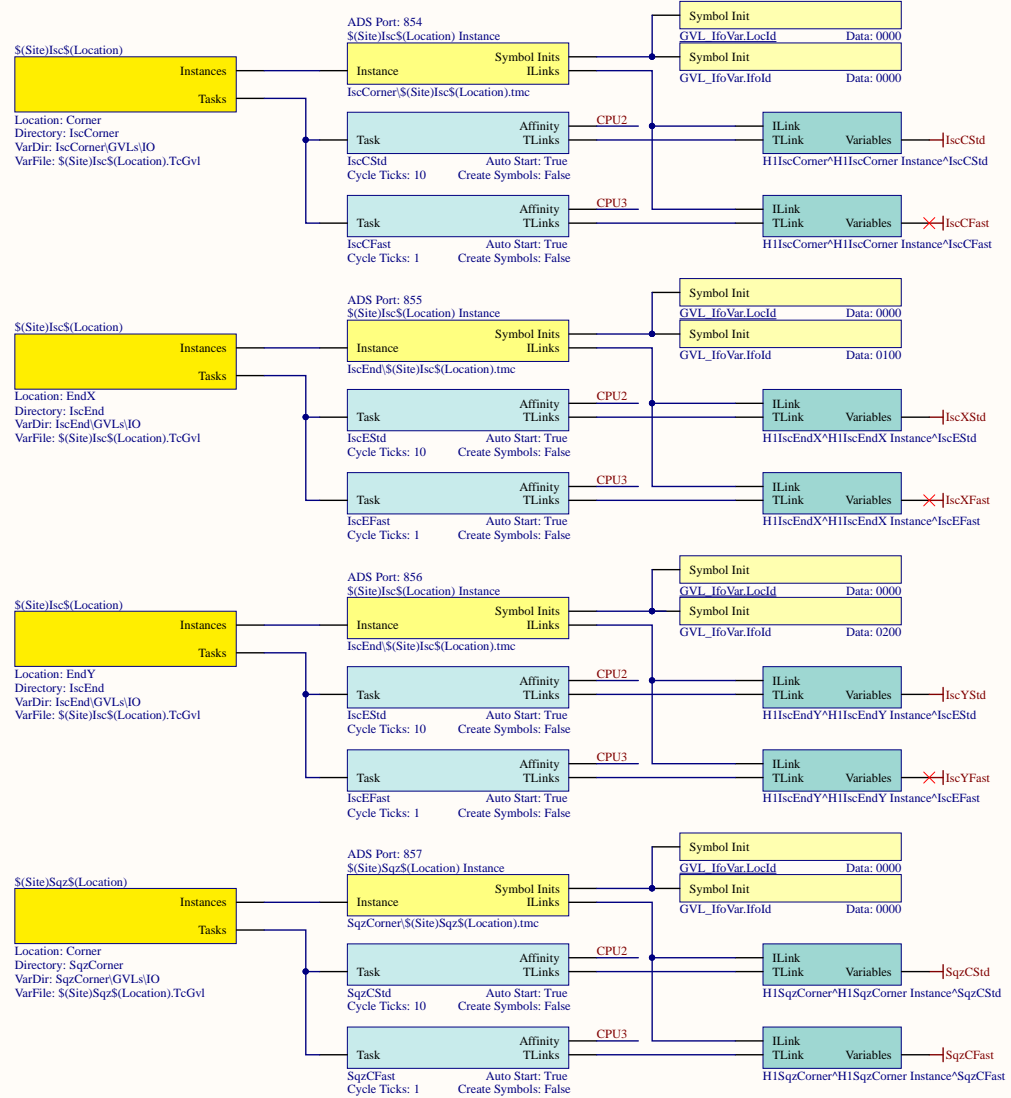 $(Site)Isc$(Location)
Instances
Tasks
Location: Corner
Directory: IscCorner
VarDir: IscCorner\GVLs\IO
VarFile: $(Site)Isc$(Location).TcGvl
ADS Port: 854
$(Site)Isc$(Location) Instance
Symbol Inits
Instance ILinks
IscCorner\$(Site)Isc$(Location).tmc
Symbol Init
GVL_IfoVar.LocId Data: 0000
Symbol Init
GVL_IfoVar.IfoId Data: 0000
Affinity CPU2
Task TLinks
IscCStd Auto Start: True
Cycle Ticks: 10 Create Symbols: False
ILink
TLink Variables IscCStd
H1IscCorner^H1IscCorner Instance^IscCStd
Affinity CPU3
Task TLinks
IscCFast Auto Start: True
Cycle Ticks: 1 Create Symbols: False
ILink
TLink Variables IscCFast
H1IscCorner^H1IscCorner Instance^IscCFast
$(Site)Isc$(Location)
Instances
Tasks
Location: EndX
Directory: IscEnd
VarDir: IscEnd\GVLs\IO
VarFile: $(Site)Isc$(Location).TcGvl
ADS Port: 855
$(Site)Isc$(Location) Instance
Symbol Inits
Instance ILinks
IscEnd\$(Site)Isc$(Location).tmc
Symbol Init
GVL_IfoVar.LocId Data: 0000
Symbol Init
GVL_IfoVar.IfoId Data: 0100
Affinity CPU2
Task TLinks
IscEStd Auto Start: True
Cycle Ticks: 10 Create Symbols: False
ILink
TLink Variables IscXStd
H1IscEndX^H1IscEndX Instance^IscEStd
Affinity CPU3
Task TLinks
IscEFast Auto Start: True
Cycle Ticks: 1 Create Symbols: False
ILink
TLink Variables IscXFast
H1IscEndX^H1IscEndX Instance^IscEFast
$(Site)Isc$(Location)
Instances
Tasks
Location: EndY
Directory: IscEnd
VarDir: IscEnd\GVLs\IO
VarFile: $(Site)Isc$(Location).TcGvl
ADS Port: 856
$(Site)Isc$(Location) Instance
Symbol Inits
Instance ILinks
IscEnd\$(Site)Isc$(Location).tmc
Symbol Init
GVL_IfoVar.LocId Data: 0000
Symbol Init
GVL_IfoVar.IfoId Data: 0200
Affinity CPU2
Task TLinks
IscEStd Auto Start: True
Cycle Ticks: 10 Create Symbols: False
ILink
TLink Variables IscYStd
H1IscEndY^H1IscEndY Instance^IscEStd
Affinity CPU3
Task TLinks
IscEFast Auto Start: True
Cycle Ticks: 1 Create Symbols: False
ILink
TLink Variables IscYFast
H1IscEndY^H1IscEndY Instance^IscEFast
$(Site)Sqz$(Location)
Instances
Tasks
Location: Corner
Directory: SqzCorner
VarDir: SqzCorner\GVLs\IO
VarFile: $(Site)Sqz$(Location).TcGvl
ADS Port: 857
$(Site)Sqz$(Location) Instance
Symbol Inits
Instance ILinks
SqzCorner\$(Site)Sqz$(Location).tmc
Symbol Init
GVL_IfoVar.LocId Data: 0000
Symbol Init
GVL_IfoVar.IfoId Data: 0000
Affinity CPU2
Task TLinks
SqzCStd Auto Start: True
Cycle Ticks: 10 Create Symbols: False
ILink
TLink Variables SqzCStd
H1SqzCorner^H1SqzCorner Instance^SqzCStd
Affinity CPU3
Task TLinks
SqzCFast Auto Start: True
Cycle Ticks: 1 Create Symbols: False
ILink
TLink Variables SqzCFast
H1SqzCorner^H1SqzCorner Instance^SqzCFast